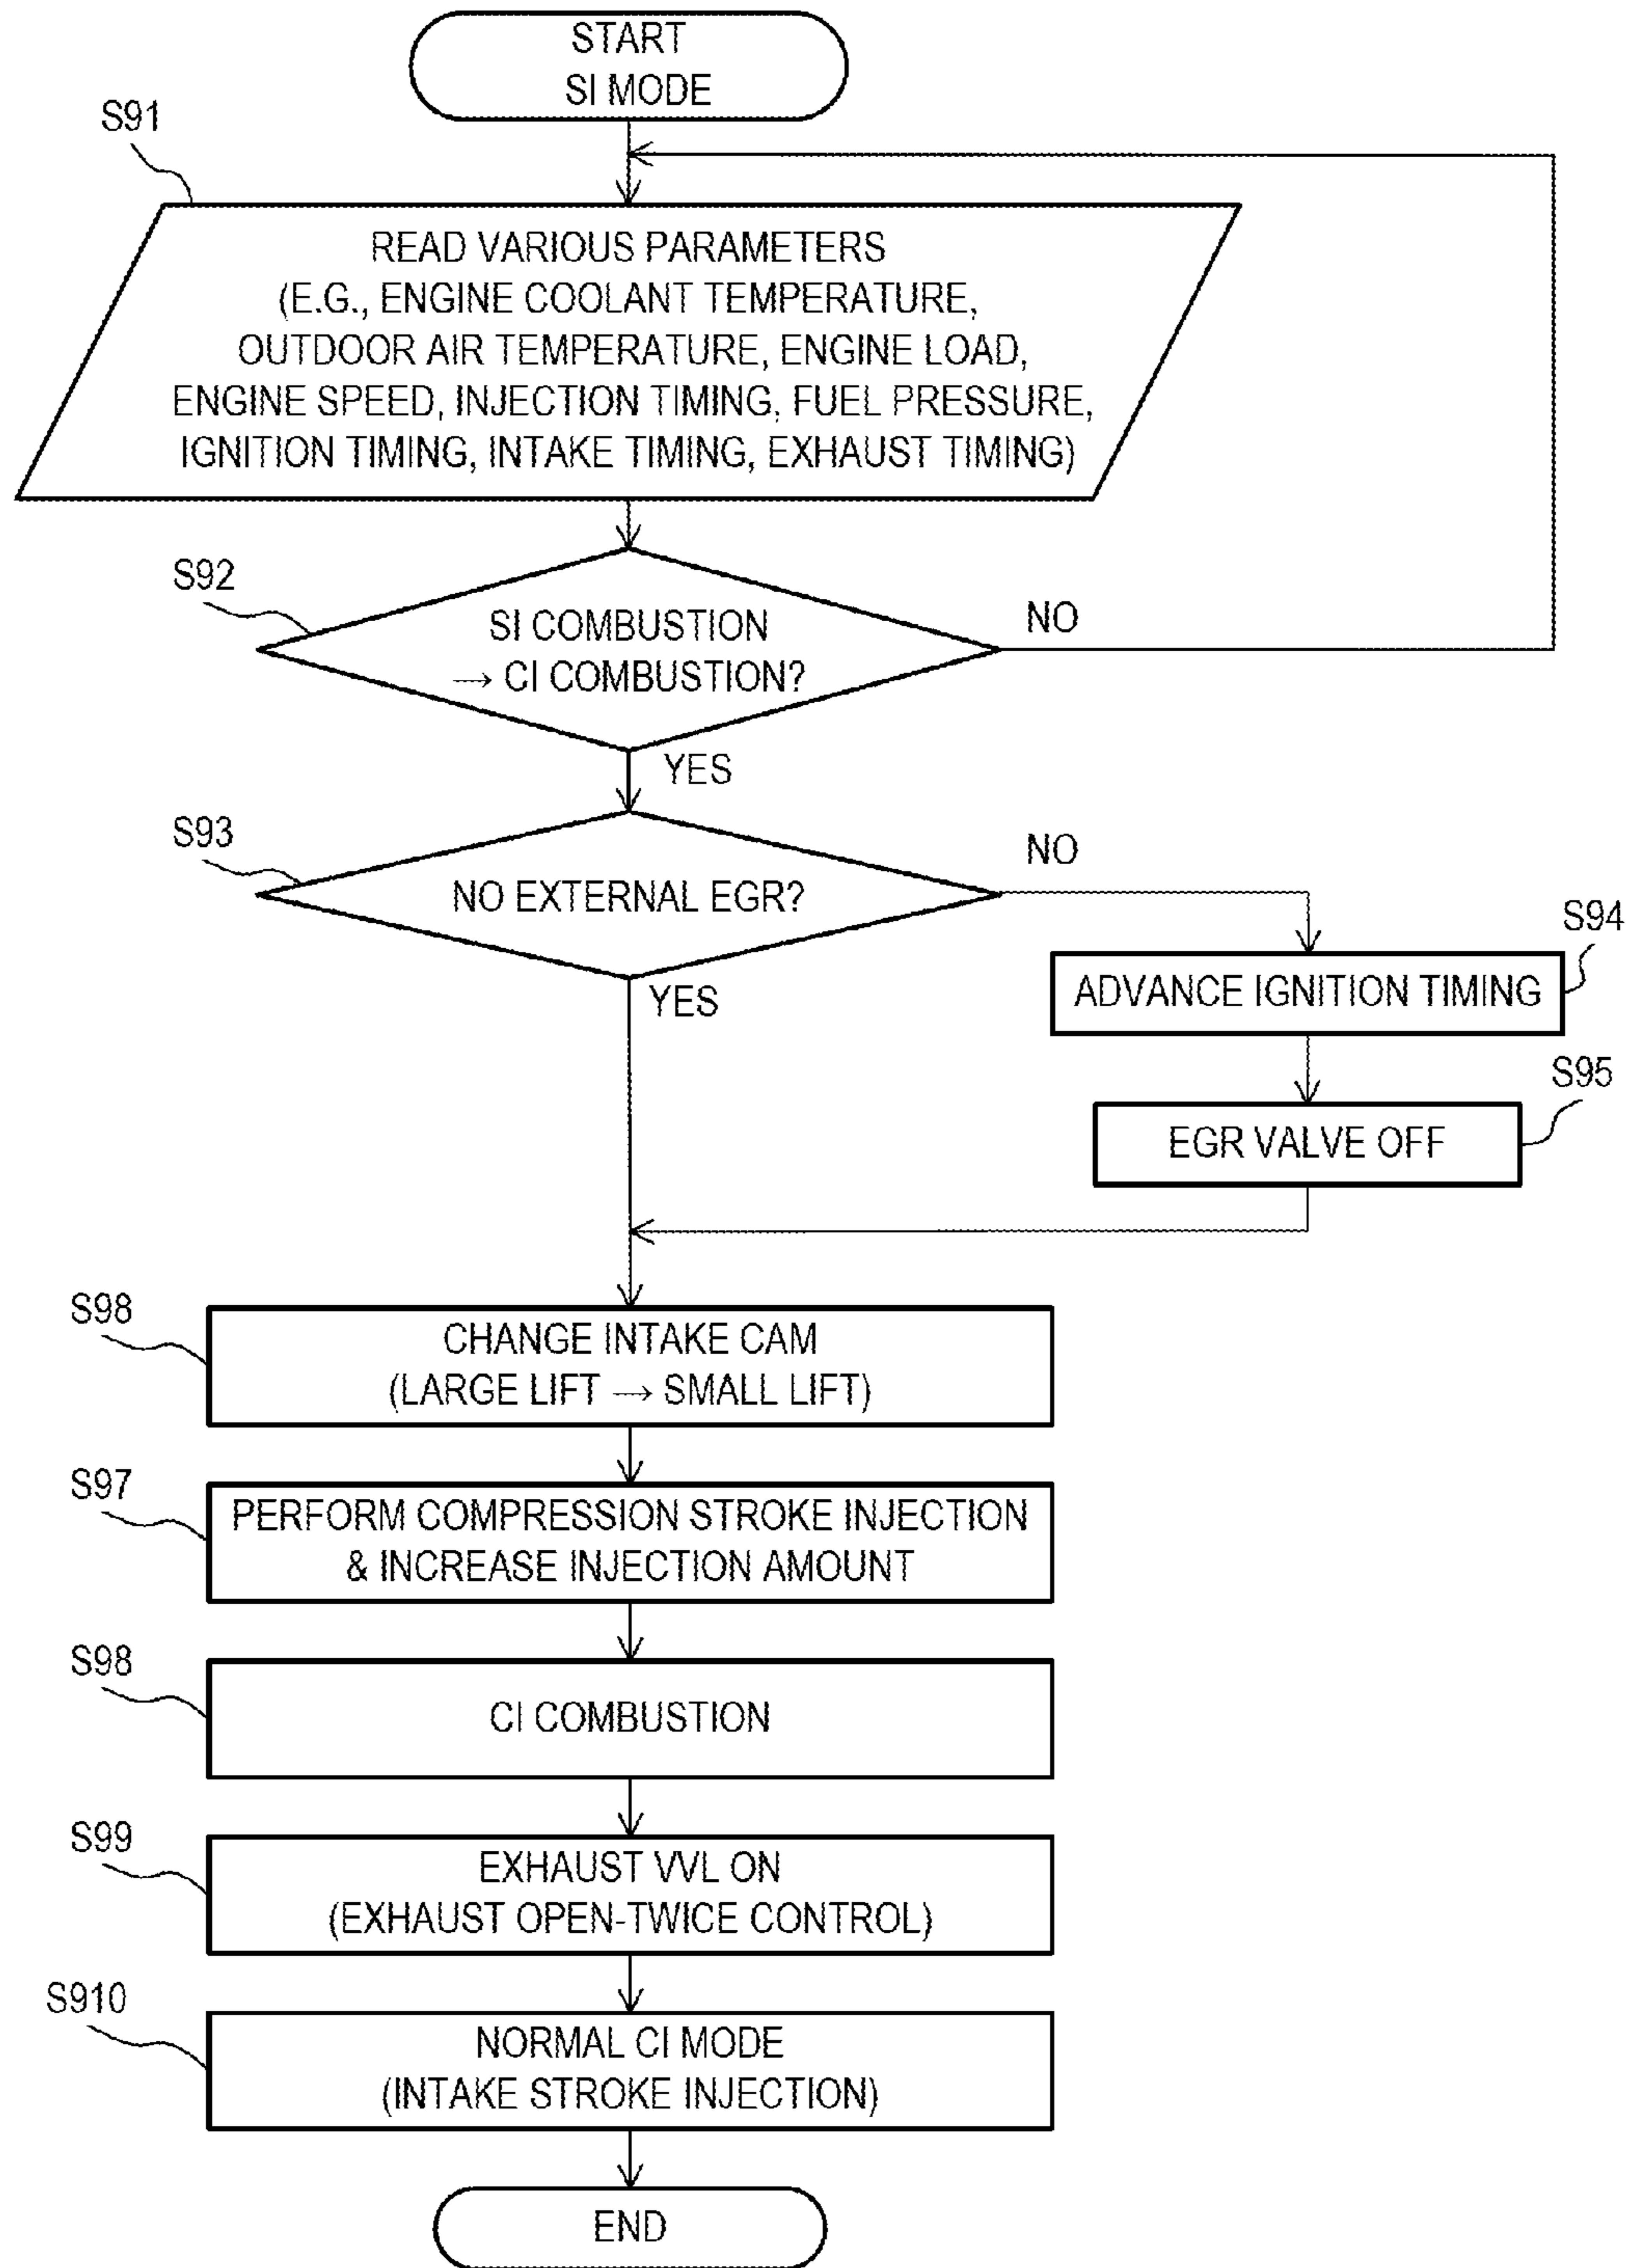 START
SI MODE
S91
READ VARIOUS PARAMETERS
(E.G., ENGINE COOLANT TEMPERATURE,
OUTDOOR AIR TEMPERATURE, ENGINE LOAD,
ENGINE SPEED, INJECTION TIMING, FUEL PRESSURE,
IGNITION TIMING, INTAKE TIMING, EXHAUST TIMING)
S92
SI COMBUSTION
→ CI COMBUSTION?
NO
YES
S93
NO EXTERNAL EGR?
NO
YES
S94
ADVANCE IGNITION TIMING
S95
EGR VALVE OFF
S98
CHANGE INTAKE CAM
(LARGE LIFT → SMALL LIFT)
S97
PERFORM COMPRESSION STROKE INJECTION
& INCREASE INJECTION AMOUNT
S98
CI COMBUSTION
S99
EXHAUST VVL ON
(EXHAUST OPEN-TWICE CONTROL)
S910
NORMAL CI MODE
(INTAKE STROKE INJECTION)
END